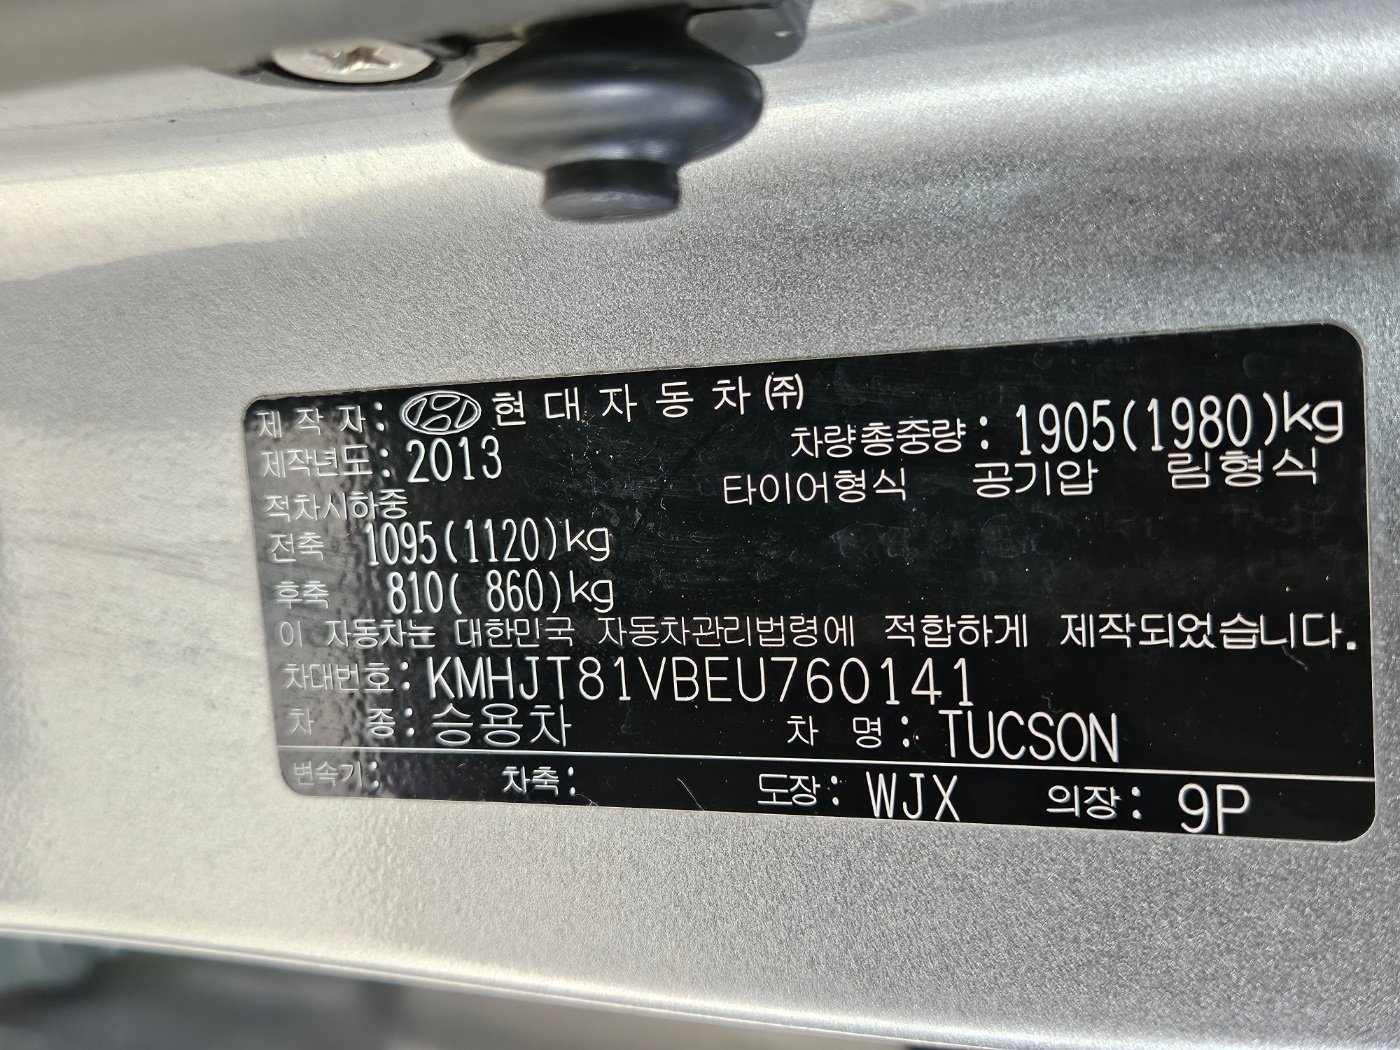 제 작 자 : 현 대 자 동 차 ㈜
제작년도 : 2013
차량총중량 : 1905(1980)kg
적차시하중
타이어형식 공기압 림형식
전축 1095(1120)kg
후축 810( 860)kg
이 자동차는 대한민국 자동차관리법령에 적합하게 제작되었습니다.
차대번호 : KMHJT81VBEU760141
차 종 : 승용차 차 명 : TUCSON
변속기 : 차축 : 도장 : WJX 의장 : 9P